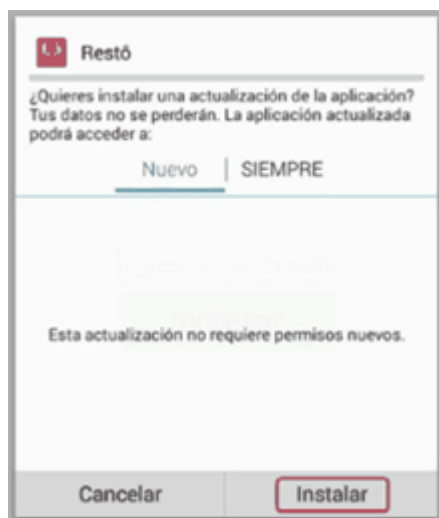 Restô
¿Quieres instalar una actualización de la aplicación?
Tus datos no se perderán. La aplicación actualizada
podrá acceder a:
Nuevo | SIEMPRE
Esta actualización no requiere permisos nuevos.
Cancelar Instalar